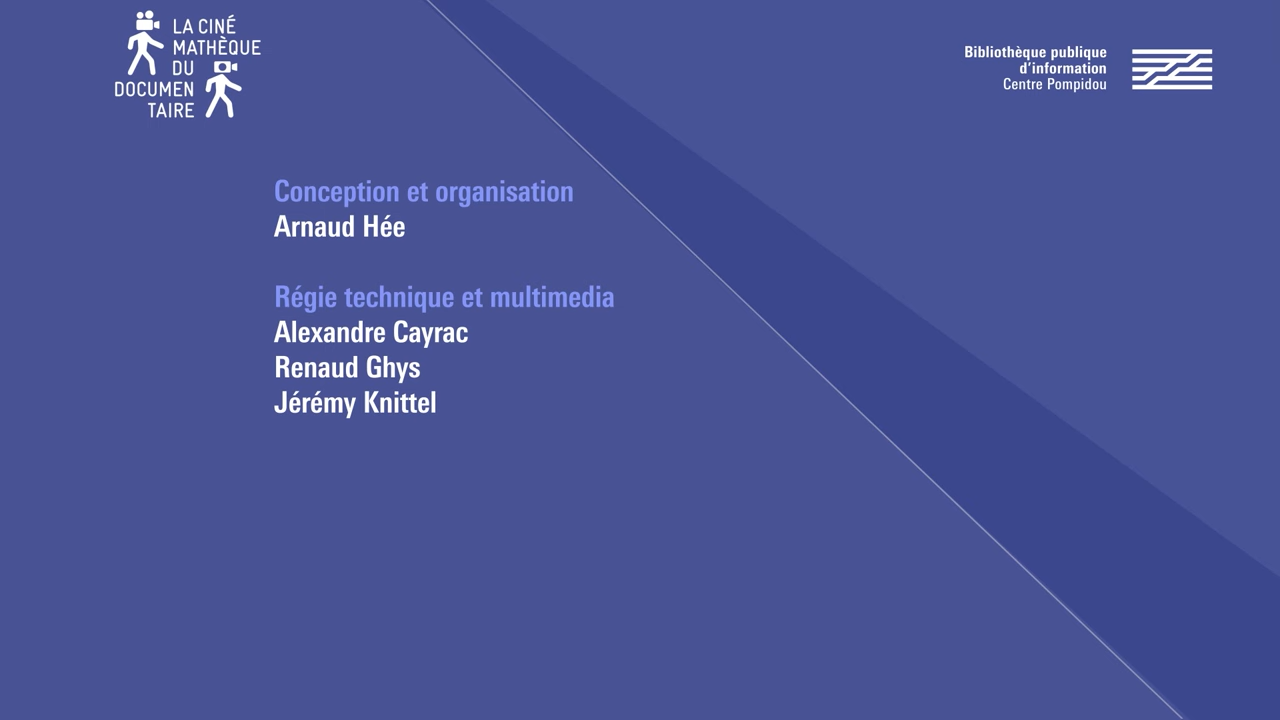 LA CINÉ
MATHÈQUE
DU
DOCUMEN
TAIRE
Bibliothèque publique
d'information
Centre Pompidou
Conception et organisation
Arnaud Hée
Régie technique et multimedia
Alexandre Cayrac
Renaud Ghys
Jérémy Knittel